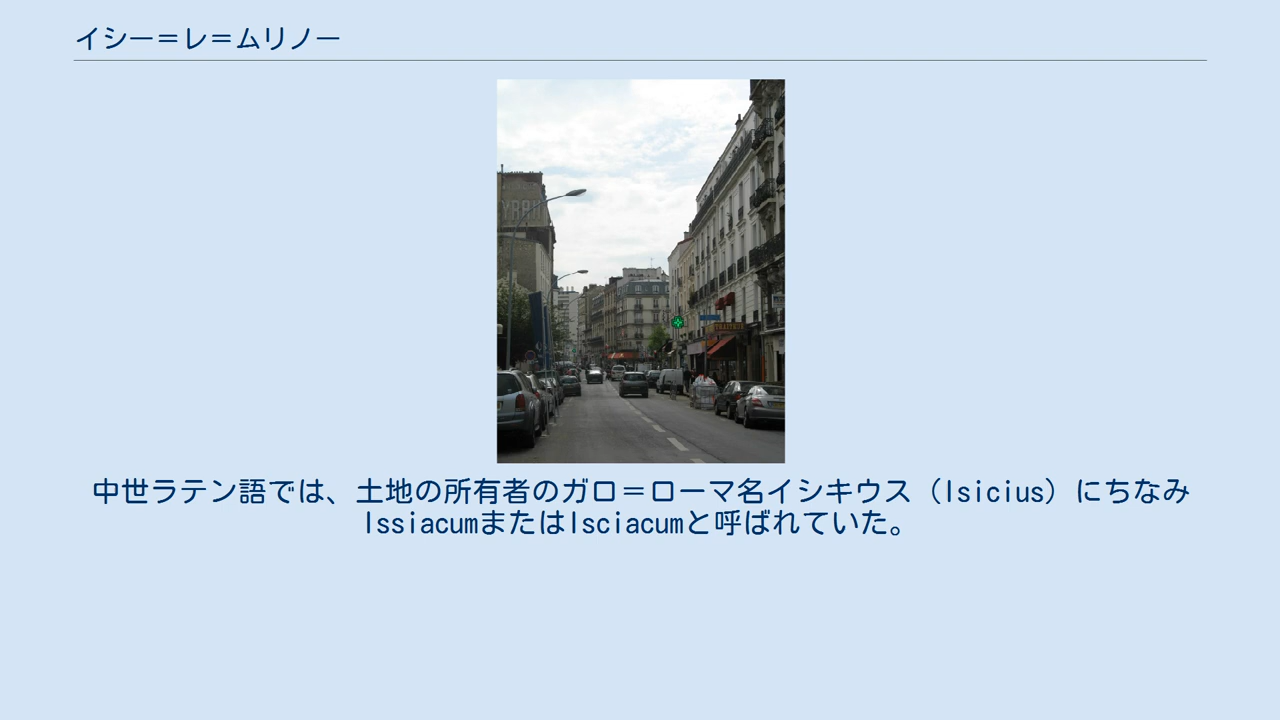 イシー＝レ＝ムリノー
中世ラテン語では、土地の所有者のガロ＝ローマ名イシキウス（Isicius）にちなみ
IssiacumまたはIsciacumと呼ばれていた。
TRAITEUR